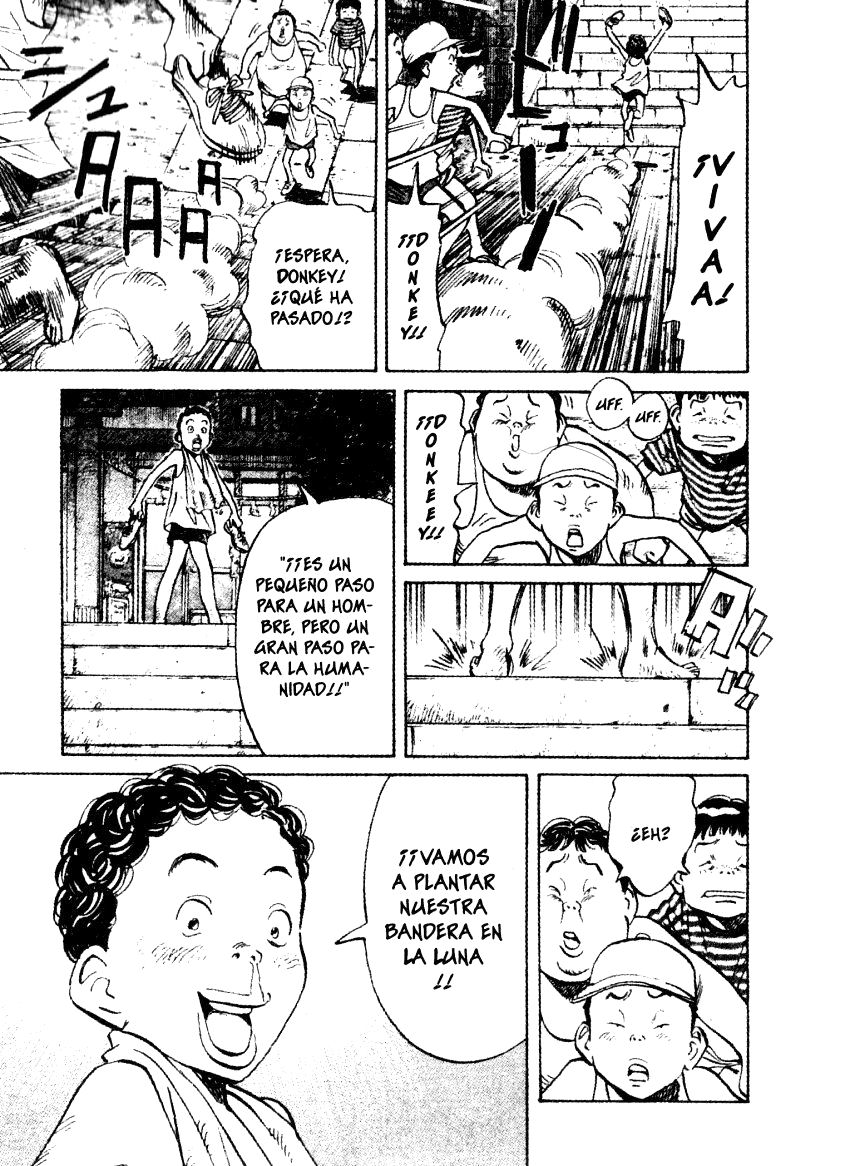 ¡VIVAA!
¡¡DONKEY!!
シュ
A
A
A
A
A
¡ESPERA,
DONKEY!
¿¡QUÉ HA
PASADO!?
UFF.
UFF.
¡¡DONKEEY!!
"¡¡ES UN
PEQUEÑO PASO
PARA UN HOM-
BRE, PERO UN
GRAN PASO PA-
RA LA HUMA-
NIDAD!!"
¿EH?
¡¡VAMOS
A PLANTAR
NUESTRA
BANDERA EN
LA LUNA
!!